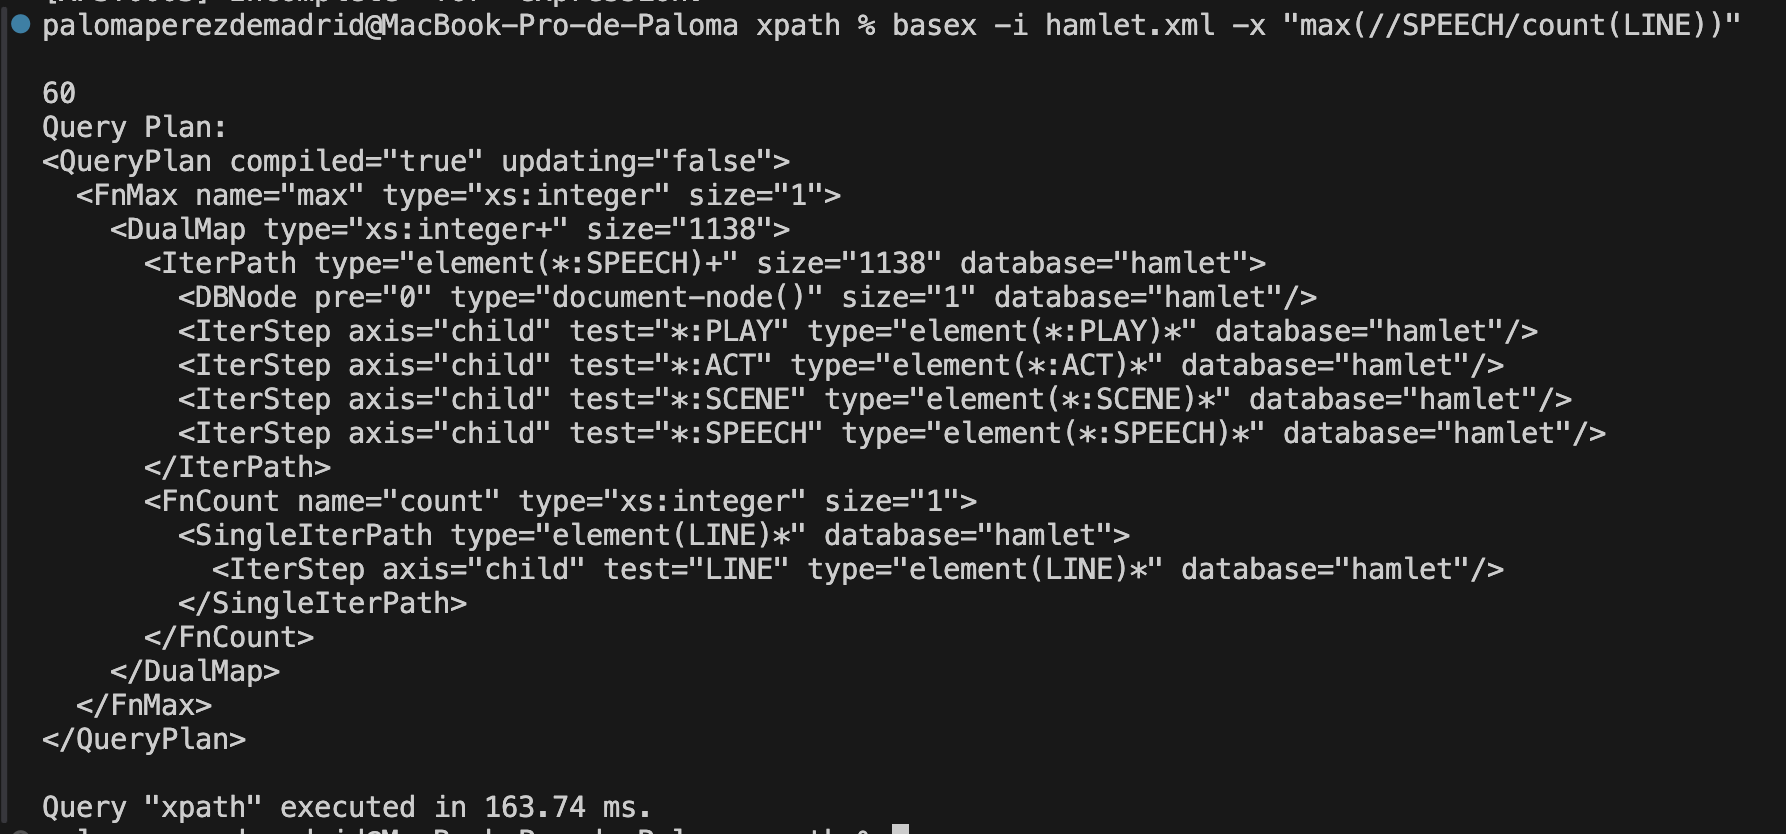 palomaperezdemadrid@MacBook-Pro-de-Paloma xpath % basex -i hamlet.xml -x "max(//SPEECH/count(LINE))"
60
Query Plan:
<QueryPlan compiled="true" updating="false">
  <FnMax name="max" type="xs:integer" size="1">
    <DualMap type="xs:integer+" size="1138">
      <IterPath type="element(*:SPEECH)+" size="1138" database="hamlet">
        <DBNode pre="0" type="document-node()" size="1" database="hamlet"/>
        <IterStep axis="child" test="*:PLAY" type="element(*:PLAY)*" database="hamlet"/>
        <IterStep axis="child" test="*:ACT" type="element(*:ACT)*" database="hamlet"/>
        <IterStep axis="child" test="*:SCENE" type="element(*:SCENE)*" database="hamlet"/>
        <IterStep axis="child" test="*:SPEECH" type="element(*:SPEECH)*" database="hamlet"/>
      </IterPath>
      <FnCount name="count" type="xs:integer" size="1">
        <SingleIterPath type="element(LINE)*" database="hamlet">
          <IterStep axis="child" test="LINE" type="element(LINE)*" database="hamlet"/>
        </SingleIterPath>
      </FnCount>
    </DualMap>
  </FnMax>
</QueryPlan>
Query "xpath" executed in 163.74 ms.